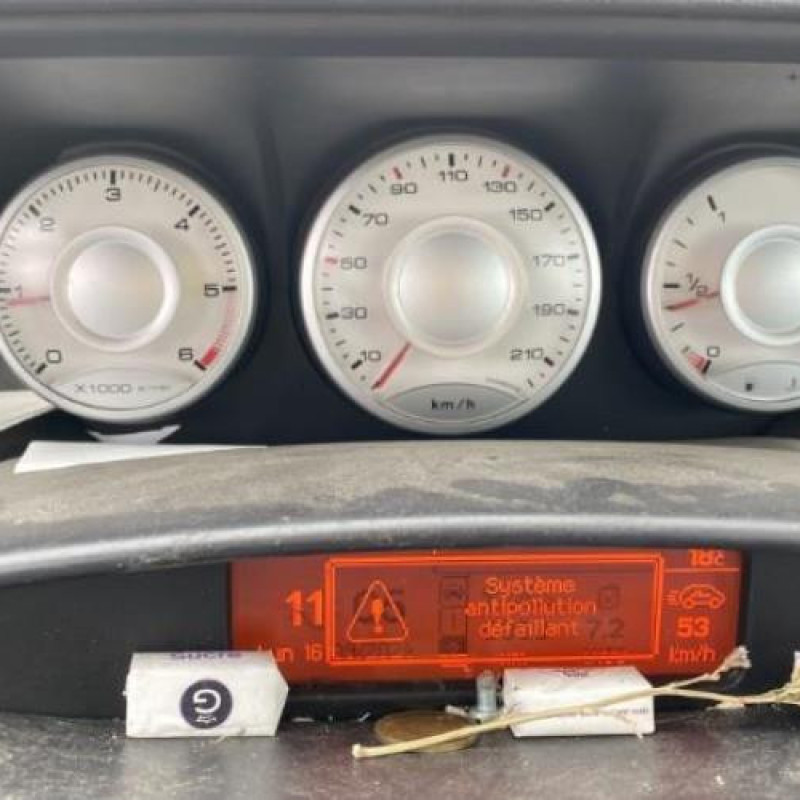 0 1 2 3 4 5 6
X1000
10 30 50 70 90 110 130 150 170 190 210
km/h
0 1/2 1
11
18c
Système
antipollution
défaillant
7,2
53
km/h
lun 16
Sucre
G